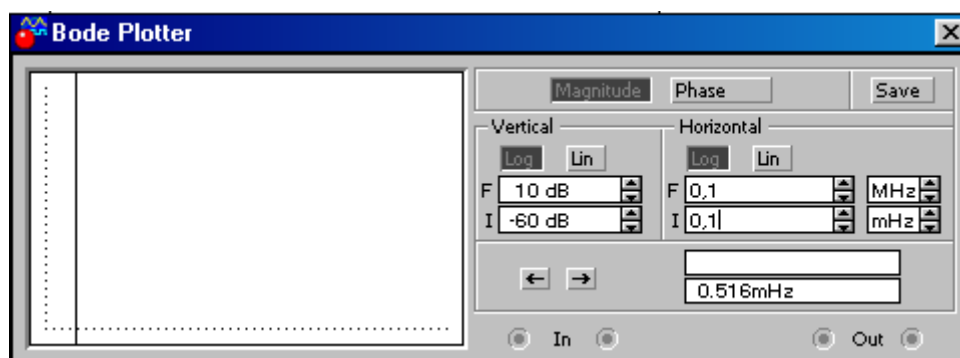 Bode Plotter
Magnitude Phase Save
Vertical Horizontal
Log Lin Log Lin
F 10 dB F 0,1 MHz
I -60 dB I 0,1 mHz
← →
0.516mHz
In Out